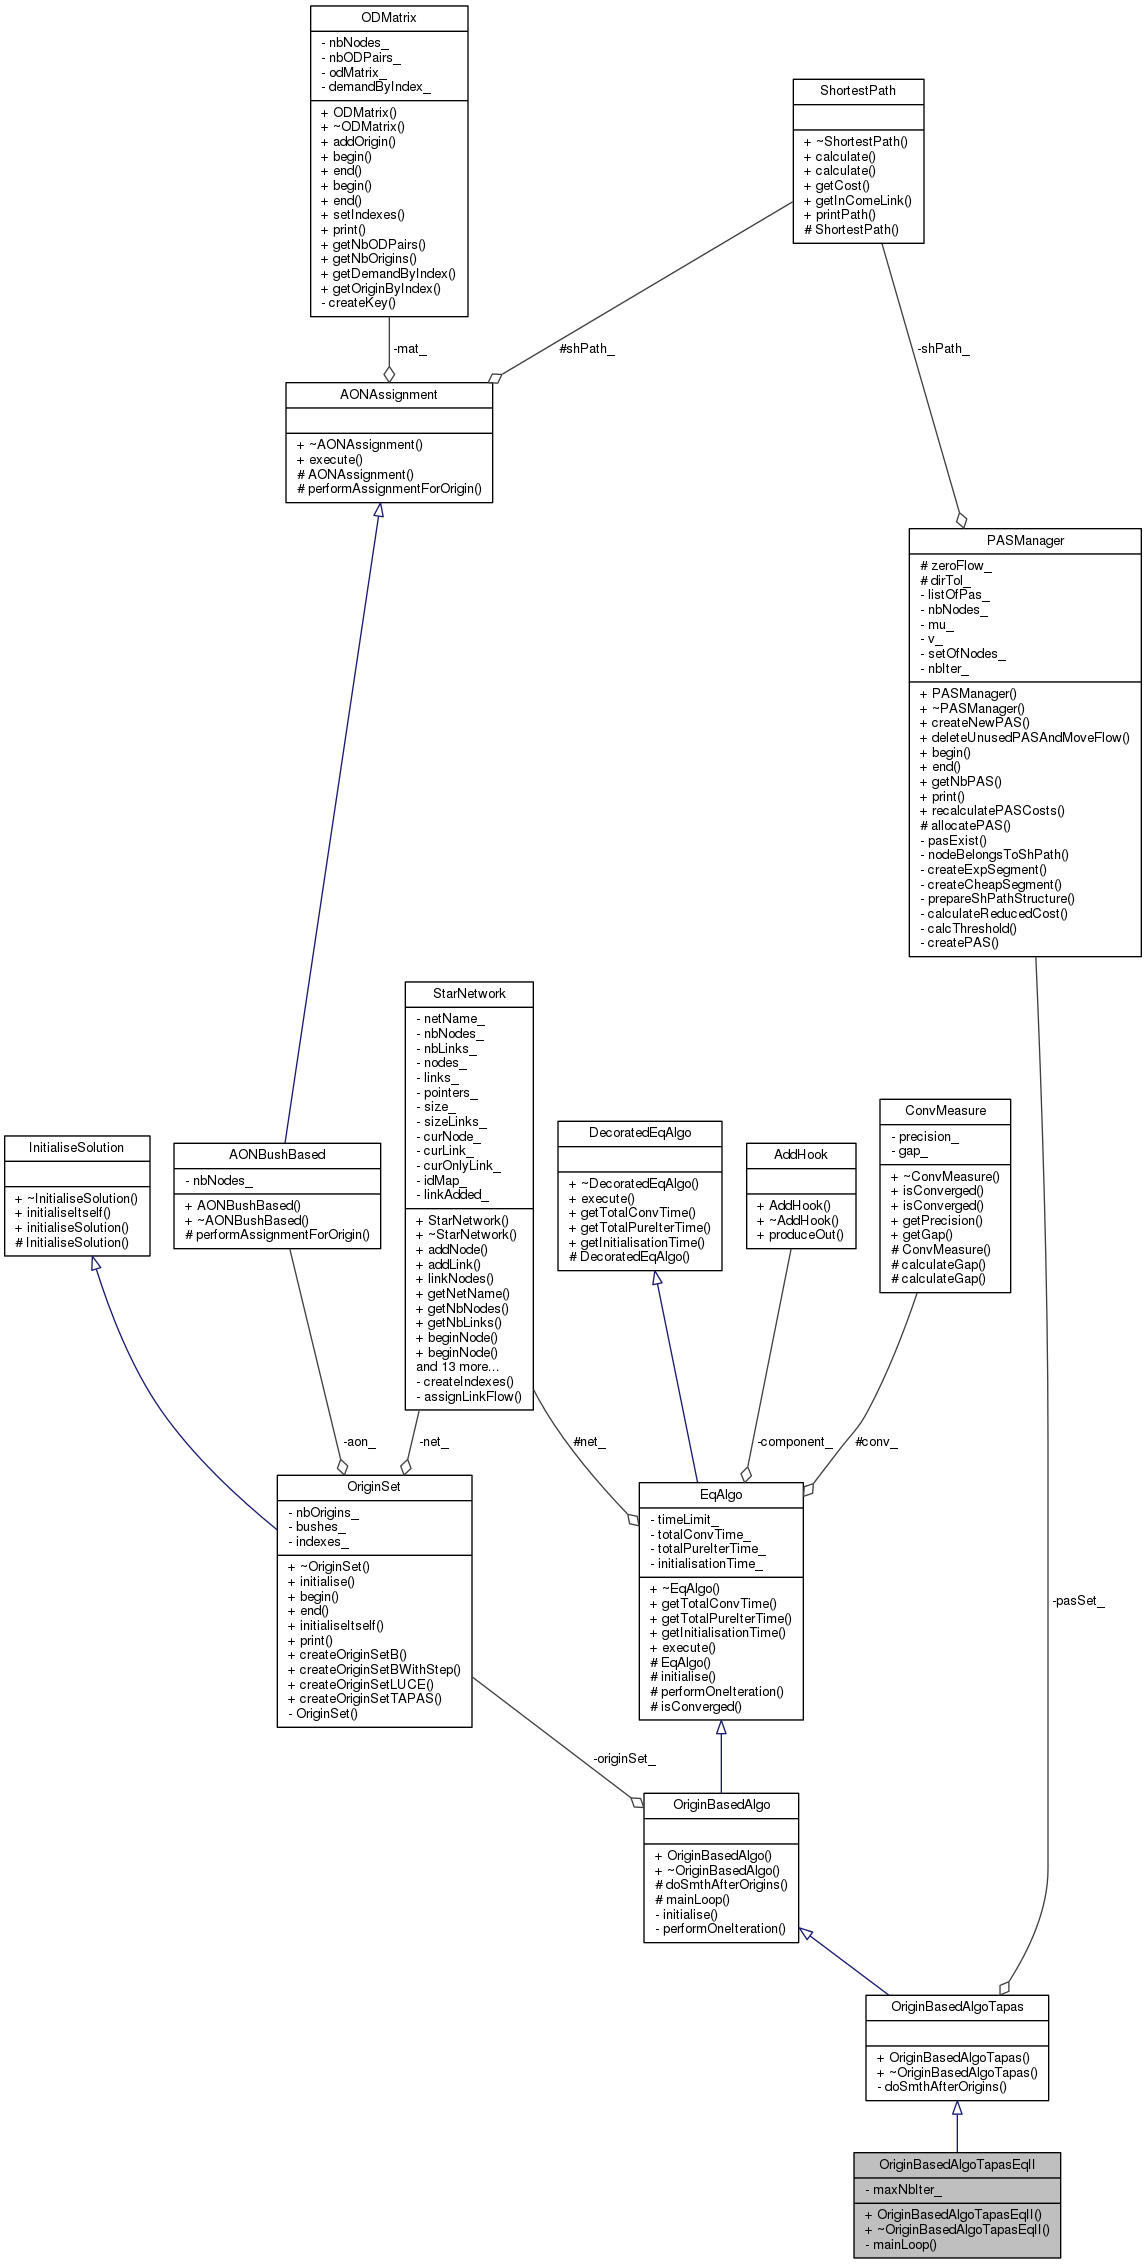 ODMatrix
- nbNodes_
- nbODPairs_
- odMatrix_
- demandByIndex_
+ ODMatrix()
+ ~ODMatrix()
+ addOrigin()
+ begin()
+ end()
+ begin()
+ end()
+ setIndexes()
+ print()
+ getNbODPairs()
+ getNbOrigins()
+ getDemandByIndex()
+ getOriginByIndex()
- createKey()
ShortestPath
+ ~ShortestPath()
+ calculate()
+ calculate()
+ getCost()
+ getInComeLink()
+ printPath()
# ShortestPath()
-mat_
#shPath_
-shPath_
AONAssignment
+ ~AONAssignment()
+ execute()
# AONAssignment()
# performAssignmentForOrigin()
PASManager
# zeroFlow_
# dirTol_
- listOfPas_
- nbNodes_
- mu_
- v_
- setOfNodes_
- nbIter_
+ PASManager()
+ ~PASManager()
+ createNewPAS()
+ deleteUnusedPASAndMoveFlow()
+ begin()
+ end()
+ getNbPAS()
+ print()
+ recalculatePASCosts()
# allocatePAS()
- pasExist()
- nodeBelongsToShPath()
- createExpSegment()
- createCheapSegment()
- prepareShPathStructure()
- calculateReducedCost()
- calcThreshold()
- createPAS()
StarNetwork
- netName_
- nbNodes_
- nbLinks_
- nodes_
- links_
- pointers_
- size_
- sizeLinks_
- curNode_
- curLink_
- curOnlyLink_
- idMap_
- linkAdded_
+ StarNetwork()
+ ~StarNetwork()
+ addNode()
+ addLink()
+ linkNodes()
+ getNetName()
+ getNbNodes()
+ getNbLinks()
+ beginNode()
+ beginNode()
and 13 more...
- createIndexes()
- assignLinkFlow()
InitialiseSolution
+ ~InitialiseSolution()
+ initialiseItself()
+ initialiseSolution()
# InitialiseSolution()
AONBushBased
- nbNodes_
+ AONBushBased()
+ ~AONBushBased()
# performAssignmentForOrigin()
DecoratedEqAlgo
+ ~DecoratedEqAlgo()
+ execute()
+ getTotalConvTime()
+ getTotalPureIterTime()
+ getInitialisationTime()
# DecoratedEqAlgo()
AddHook
+ AddHook()
+ ~AddHook()
+ produceOut()
ConvMeasure
- precision_
- gap_
+ ~ConvMeasure()
+ isConverged()
+ isConverged()
+ getPrecision()
+ getGap()
# ConvMeasure()
# calculateGap()
# calculateGap()
-aon_
-net_
#net_
-component_
#conv_
OriginSet
- nbOrigins_
- bushes_
- indexes_
+ ~OriginSet()
+ initialise()
+ begin()
+ end()
+ initialiseItself()
+ print()
+ createOriginSetB()
+ createOriginSetBWithStep()
+ createOriginSetLUCE()
+ createOriginSetTAPAS()
- OriginSet()
EqAlgo
- timeLimit_
- totalConvTime_
- totalPureIterTime_
- initialisationTime_
+ ~EqAlgo()
+ getTotalConvTime()
+ getTotalPureIterTime()
+ getInitialisationTime()
+ execute()
# EqAlgo()
# initialise()
# performOneIteration()
# isConverged()
-pasSet_
-originSet_
OriginBasedAlgo
+ OriginBasedAlgo()
+ ~OriginBasedAlgo()
# doSmthAfterOrigins()
# mainLoop()
- initialise()
- performOneIteration()
OriginBasedAlgoTapas
+ OriginBasedAlgoTapas()
+ ~OriginBasedAlgoTapas()
- doSmthAfterOrigins()
OriginBasedAlgoTapasEqII
- maxNbIter_
+ OriginBasedAlgoTapasEqII()
+ ~OriginBasedAlgoTapasEqII()
- mainLoop()